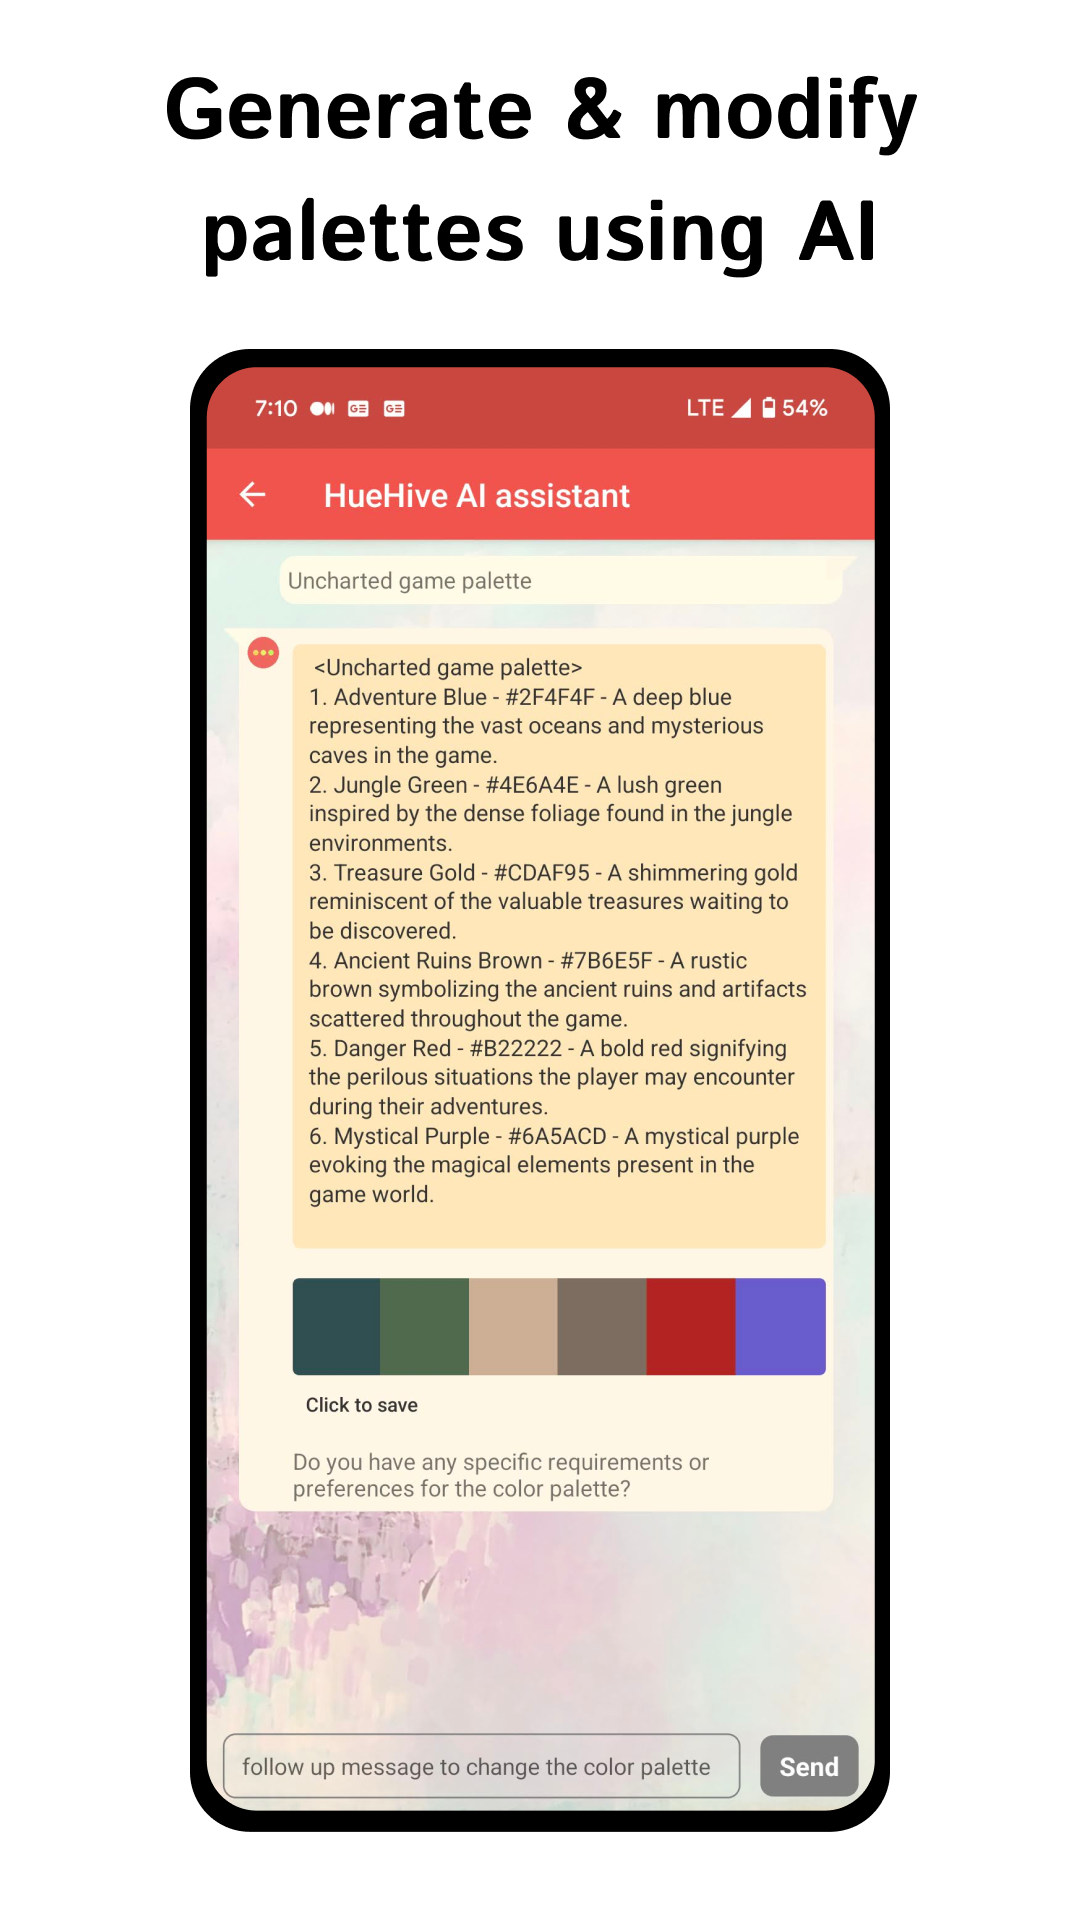 Generate & modify
palettes using AI
7:10 GE GE LTE 54%
HueHive AI assistant
Uncharted game palette
<Uncharted game palette>
1. Adventure Blue - #2F4F4F - A deep blue
representing the vast oceans and mysterious
caves in the game.
2. Jungle Green - #4E6A4E - A lush green
inspired by the dense foliage found in the jungle
environments.
3. Treasure Gold - #CDAF95 - A shimmering gold
reminiscent of the valuable treasures waiting to
be discovered.
4. Ancient Ruins Brown - #7B6E5F - A rustic
brown symbolizing the ancient ruins and artifacts
scattered throughout the game.
5. Danger Red - #B22222 - A bold red signifying
the perilous situations the player may encounter
during their adventures.
6. Mystical Purple - #6A5ACD - A mystical purple
evoking the magical elements present in the
game world.
Click to save
Do you have any specific requirements or
preferences for the color palette?
follow up message to change the color palette
Send